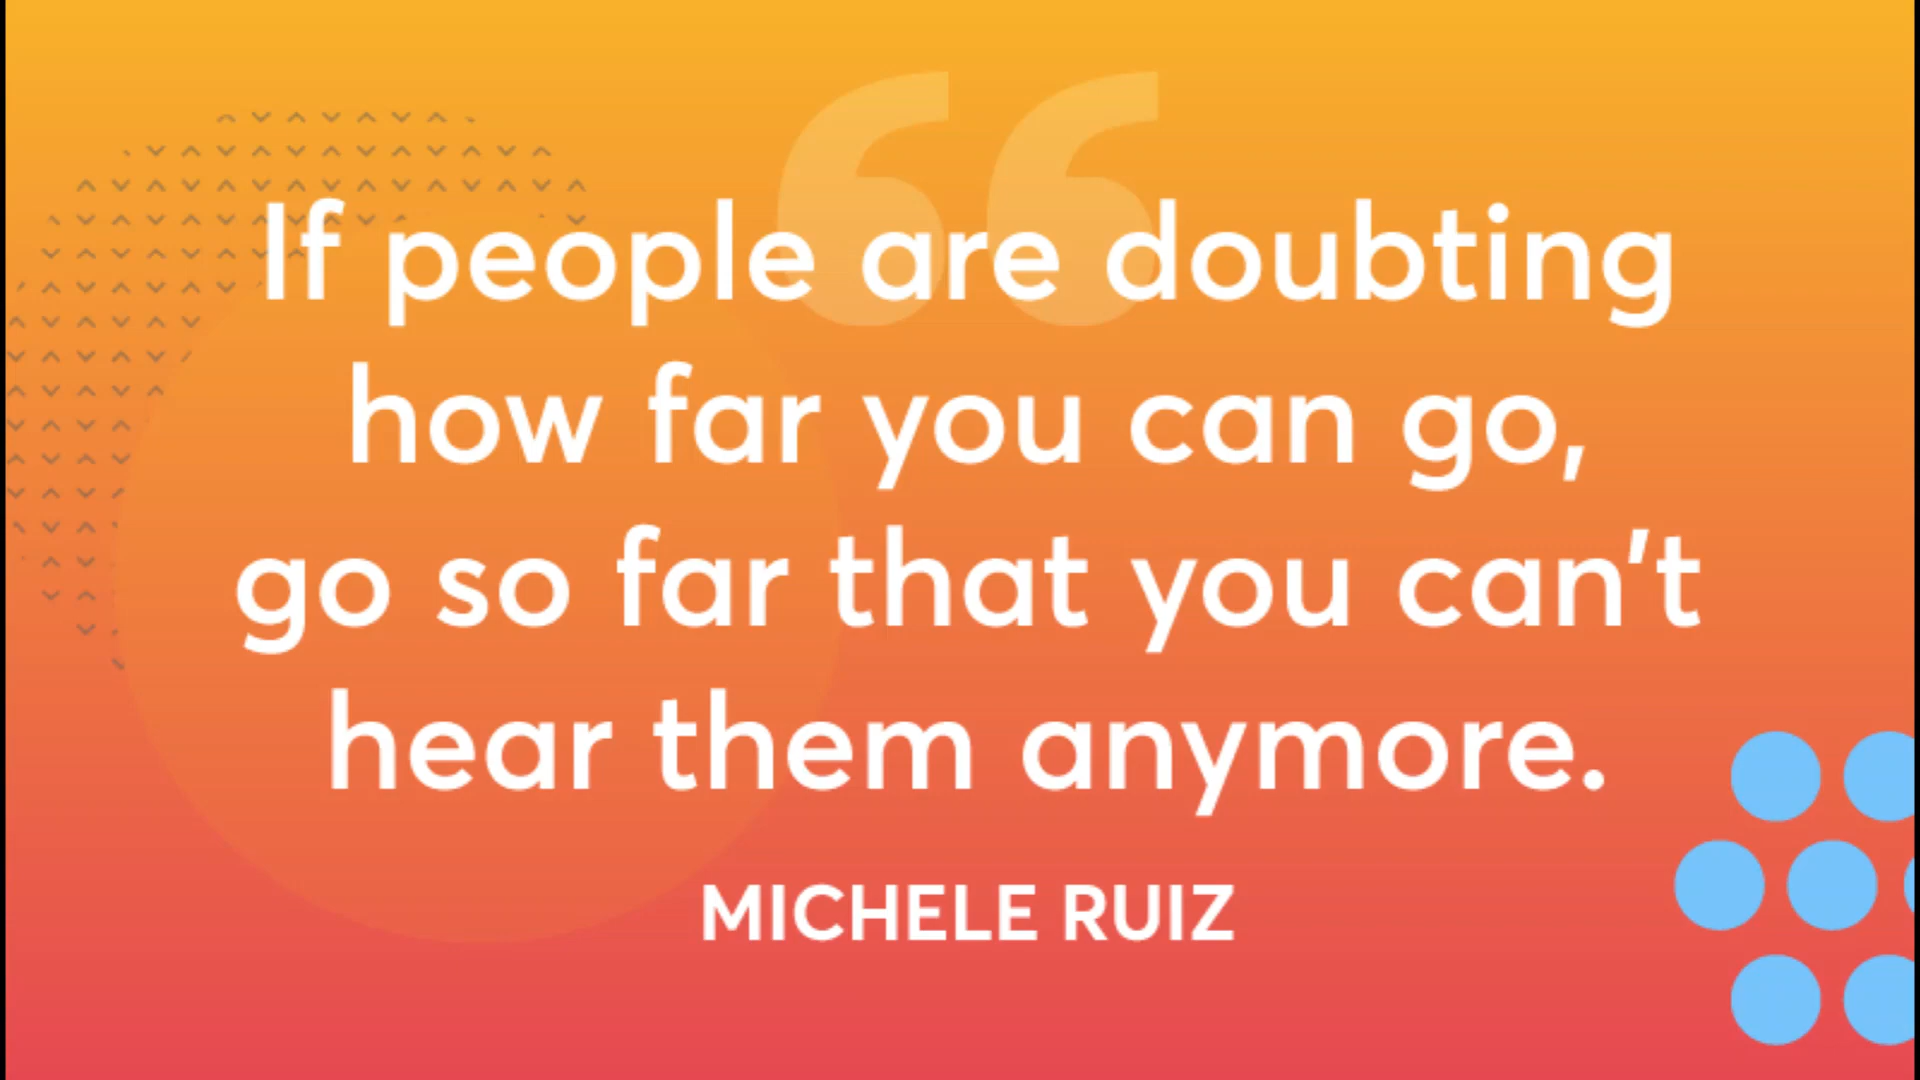 If people are doubting
how far you can go,
go so far that you can't
hear them anymore.
MICHELE RUIZ